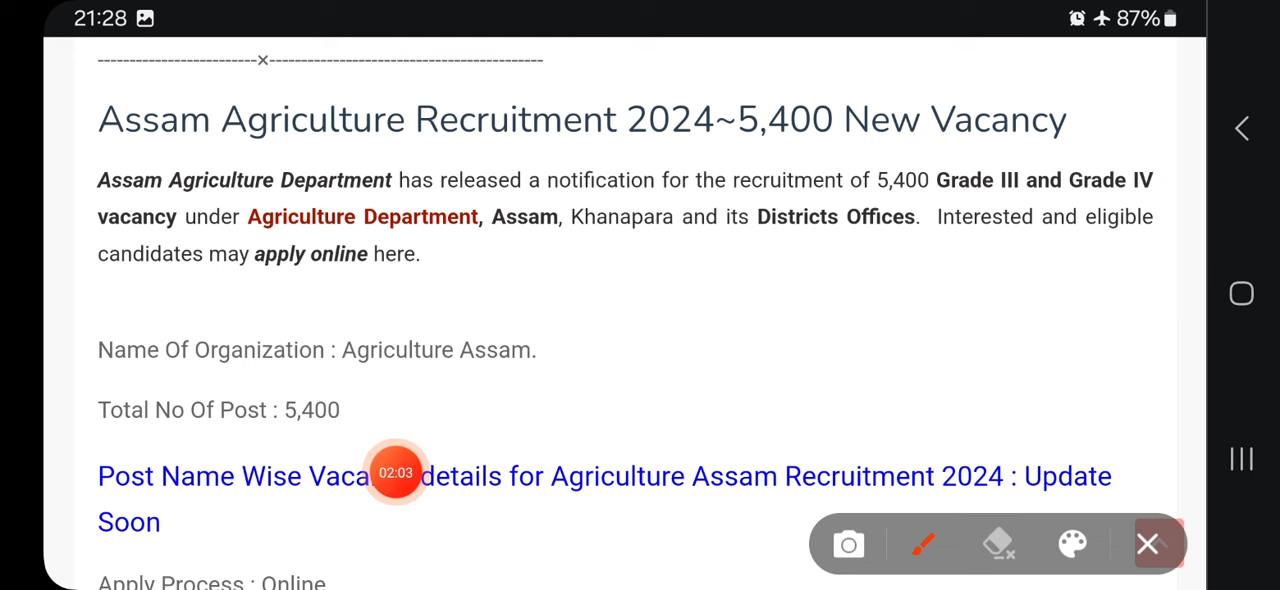 21:28
87%
-------------------------×-------------------------------------------
Assam Agriculture Recruitment 2024~5,400 New Vacancy
Assam Agriculture Department has released a notification for the recruitment of 5,400 Grade III and Grade IV
vacancy under Agriculture Department, Assam, Khanapara and its Districts Offices. Interested and eligible
candidates may apply online here.
Name Of Organization : Agriculture Assam.
Total No Of Post : 5,400
Post Name Wise Vaca details for Agriculture Assam Recruitment 2024 : Update
02:03
Soon
Apply Process : Online